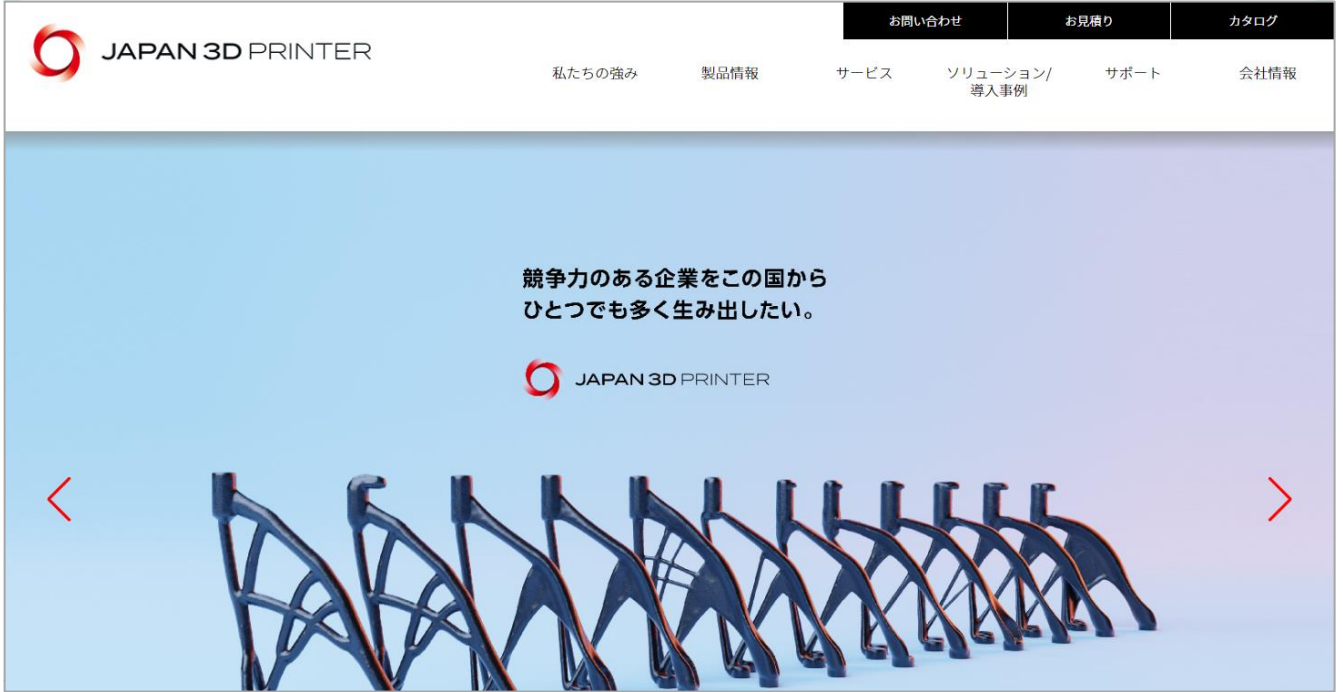 お問い合わせ
お見積り
カタログ
JAPAN 3D PRINTER
私たちの強み
製品情報
サービス
ソリューション/
導入事例
サポート
会社情報
競争力のある企業をこの国から
ひとつでも多く生み出したい。
JAPAN 3D PRINTER